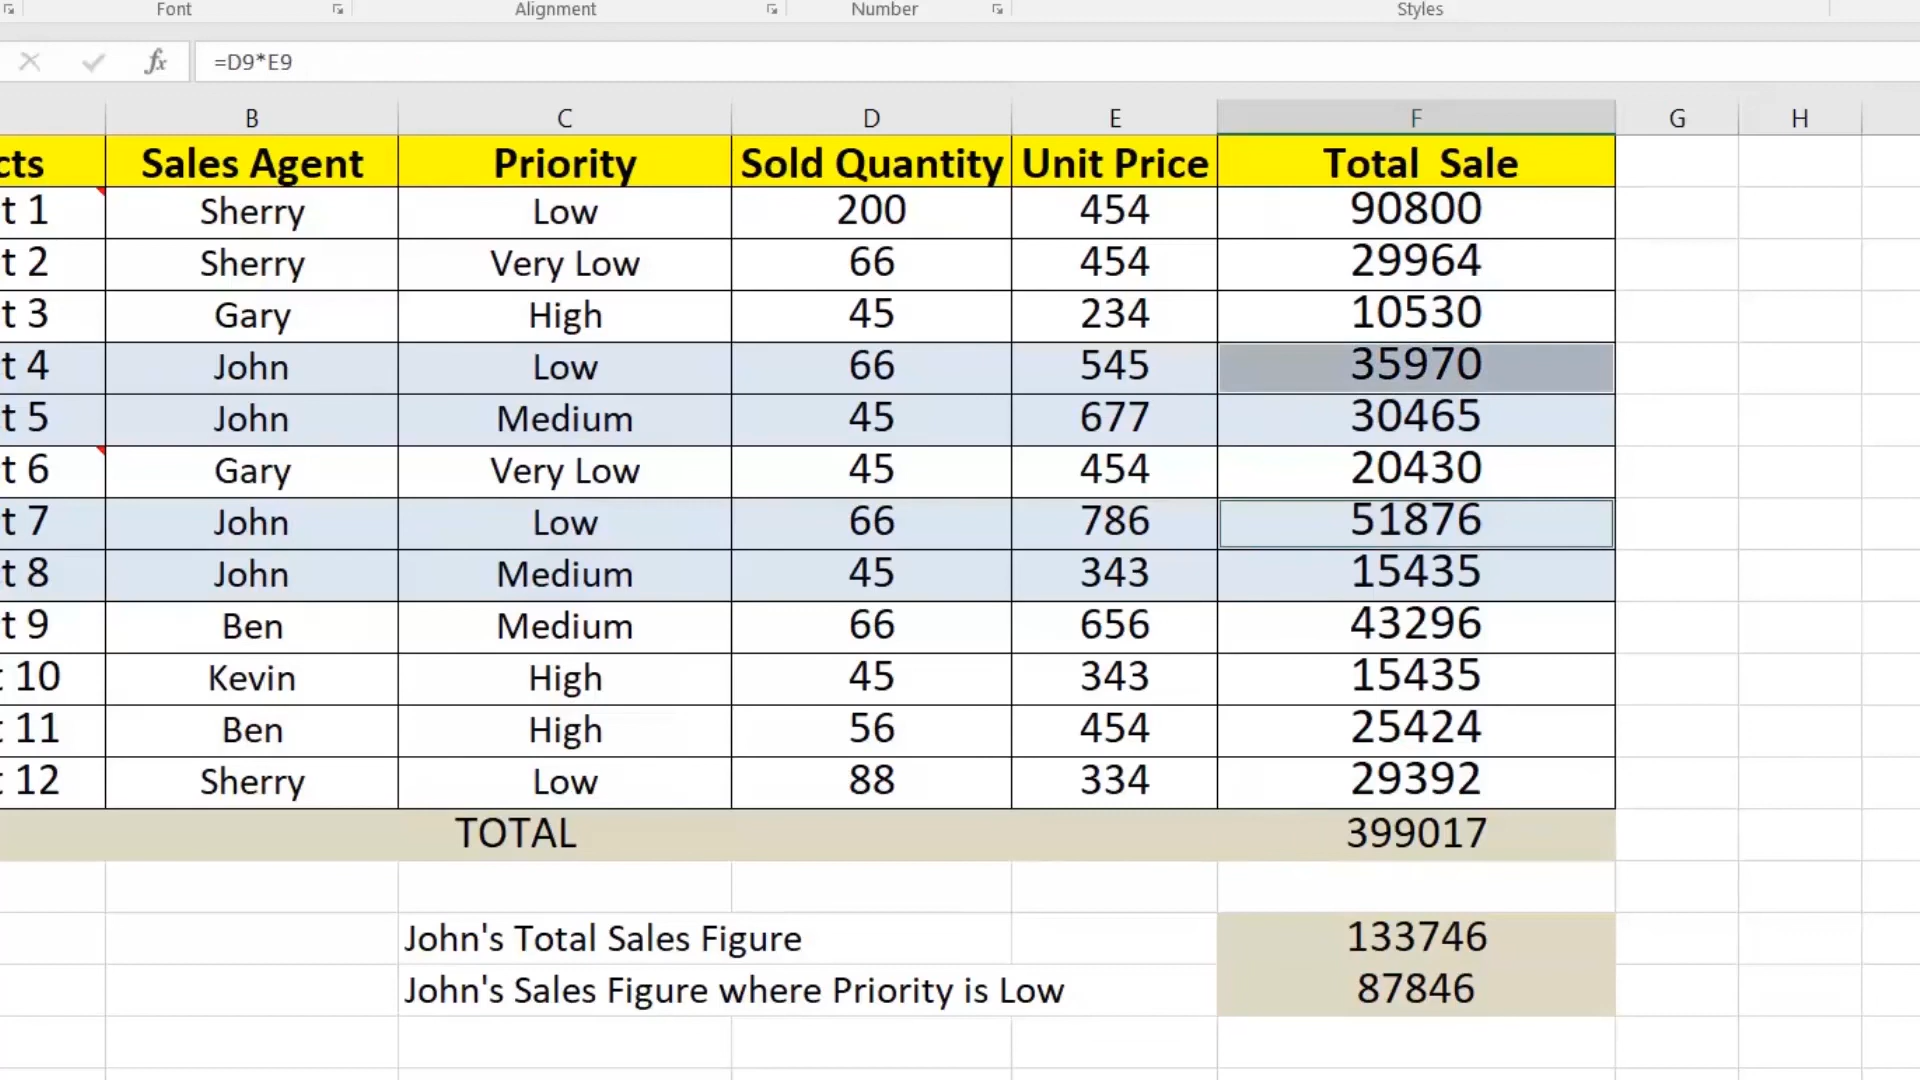 Font Alignment Number Styles
fx =D9*E9
B C D E F G H
cts Sales Agent Priority Sold Quantity Unit Price Total Sale
t 1 Sherry Low 200 454 90800
t 2 Sherry Very Low 66 454 29964
t 3 Gary High 45 234 10530
t 4 John Low 66 545 35970
t 5 John Medium 45 677 30465
t 6 Gary Very Low 45 454 20430
t 7 John Low 66 786 51876
t 8 John Medium 45 343 15435
t 9 Ben Medium 66 656 43296
t 10 Kevin High 45 343 15435
t 11 Ben High 56 454 25424
t 12 Sherry Low 88 334 29392
TOTAL 399017
John's Total Sales Figure 133746
John's Sales Figure where Priority is Low 87846